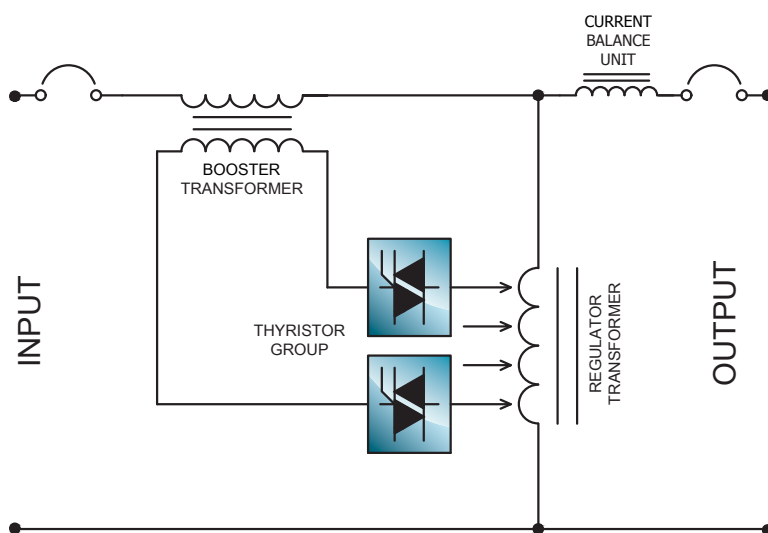 CURRENT
BALANCE
UNIT
BOOSTER
TRANSFORMER
INPUT
THYRISTOR
GROUP
REGULATOR
TRANSFORMER
OUTPUT